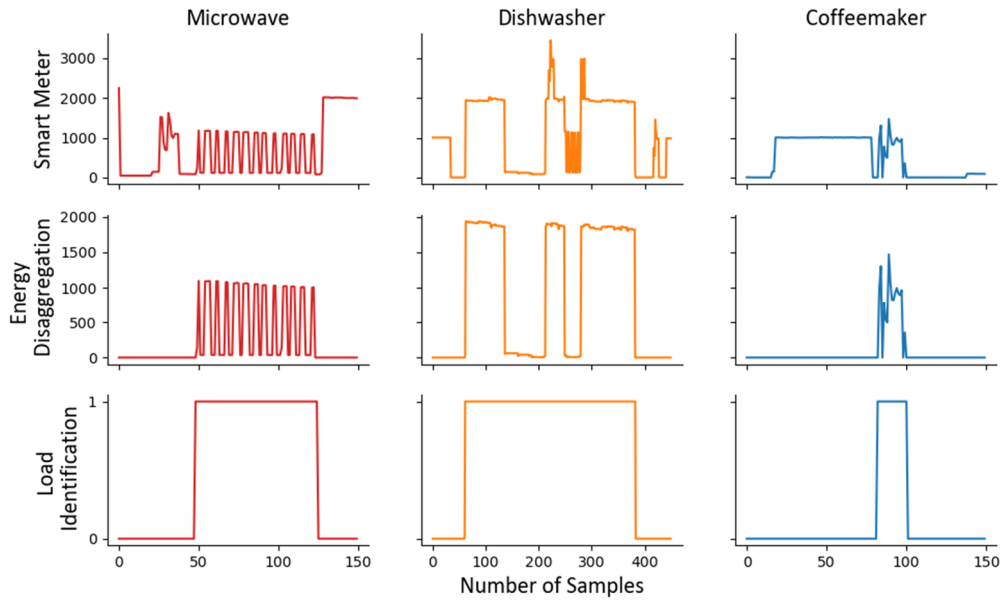 Microwave Dishwasher Coffeemaker
Smart Meter
3000
2000
1000
0
Energy
Disaggregation
2000
1500
1000
500
0
Load
Identification
1
0
0 50 100 150 0 100 200 300 400 0 50 100 150
Number of Samples